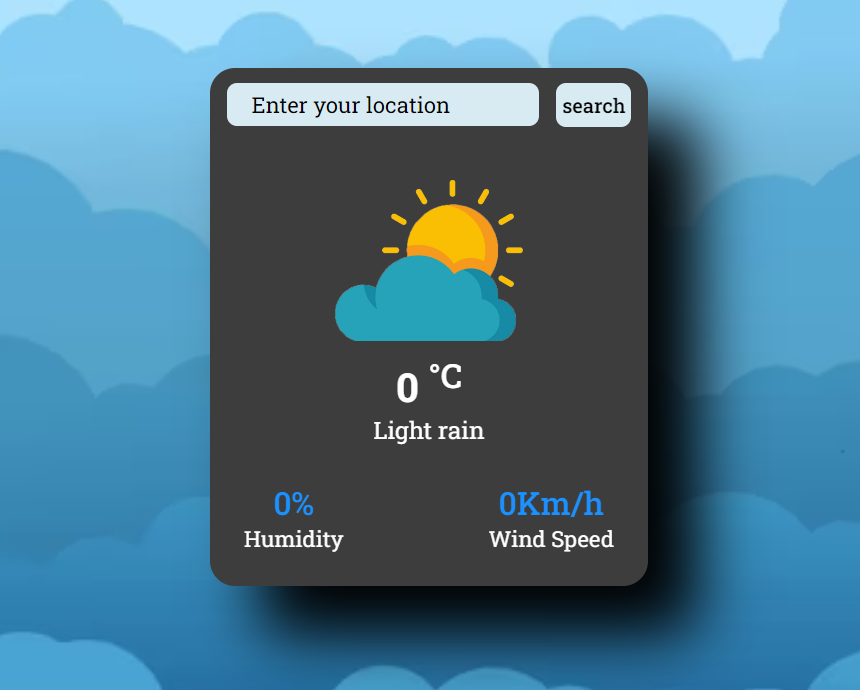 Enter your location
search
0 °C
Light rain
0%
Humidity
0Km/h
Wind Speed